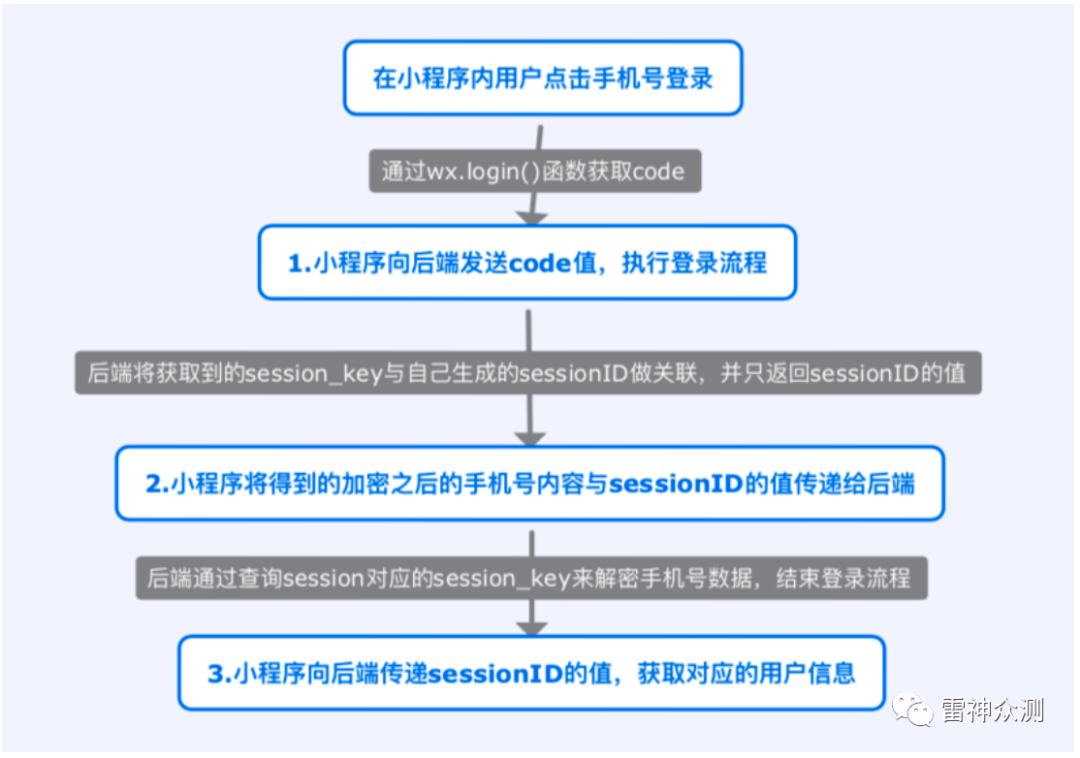 在小程序内用户点击手机号登录
通过wx.login()函数获取code
1.小程序向后端发送code值，执行登录流程
后端将获取到的session_key与自己生成的sessionID做关联，并只返回sessionID的值
2.小程序将得到的加密之后的手机号内容与sessionID的值传递给后端
后端通过查询session对应的session_key来解密手机号数据，结束登录流程
3.小程序向后端传递sessionID的值，获取对应的用户信息
雷神众测